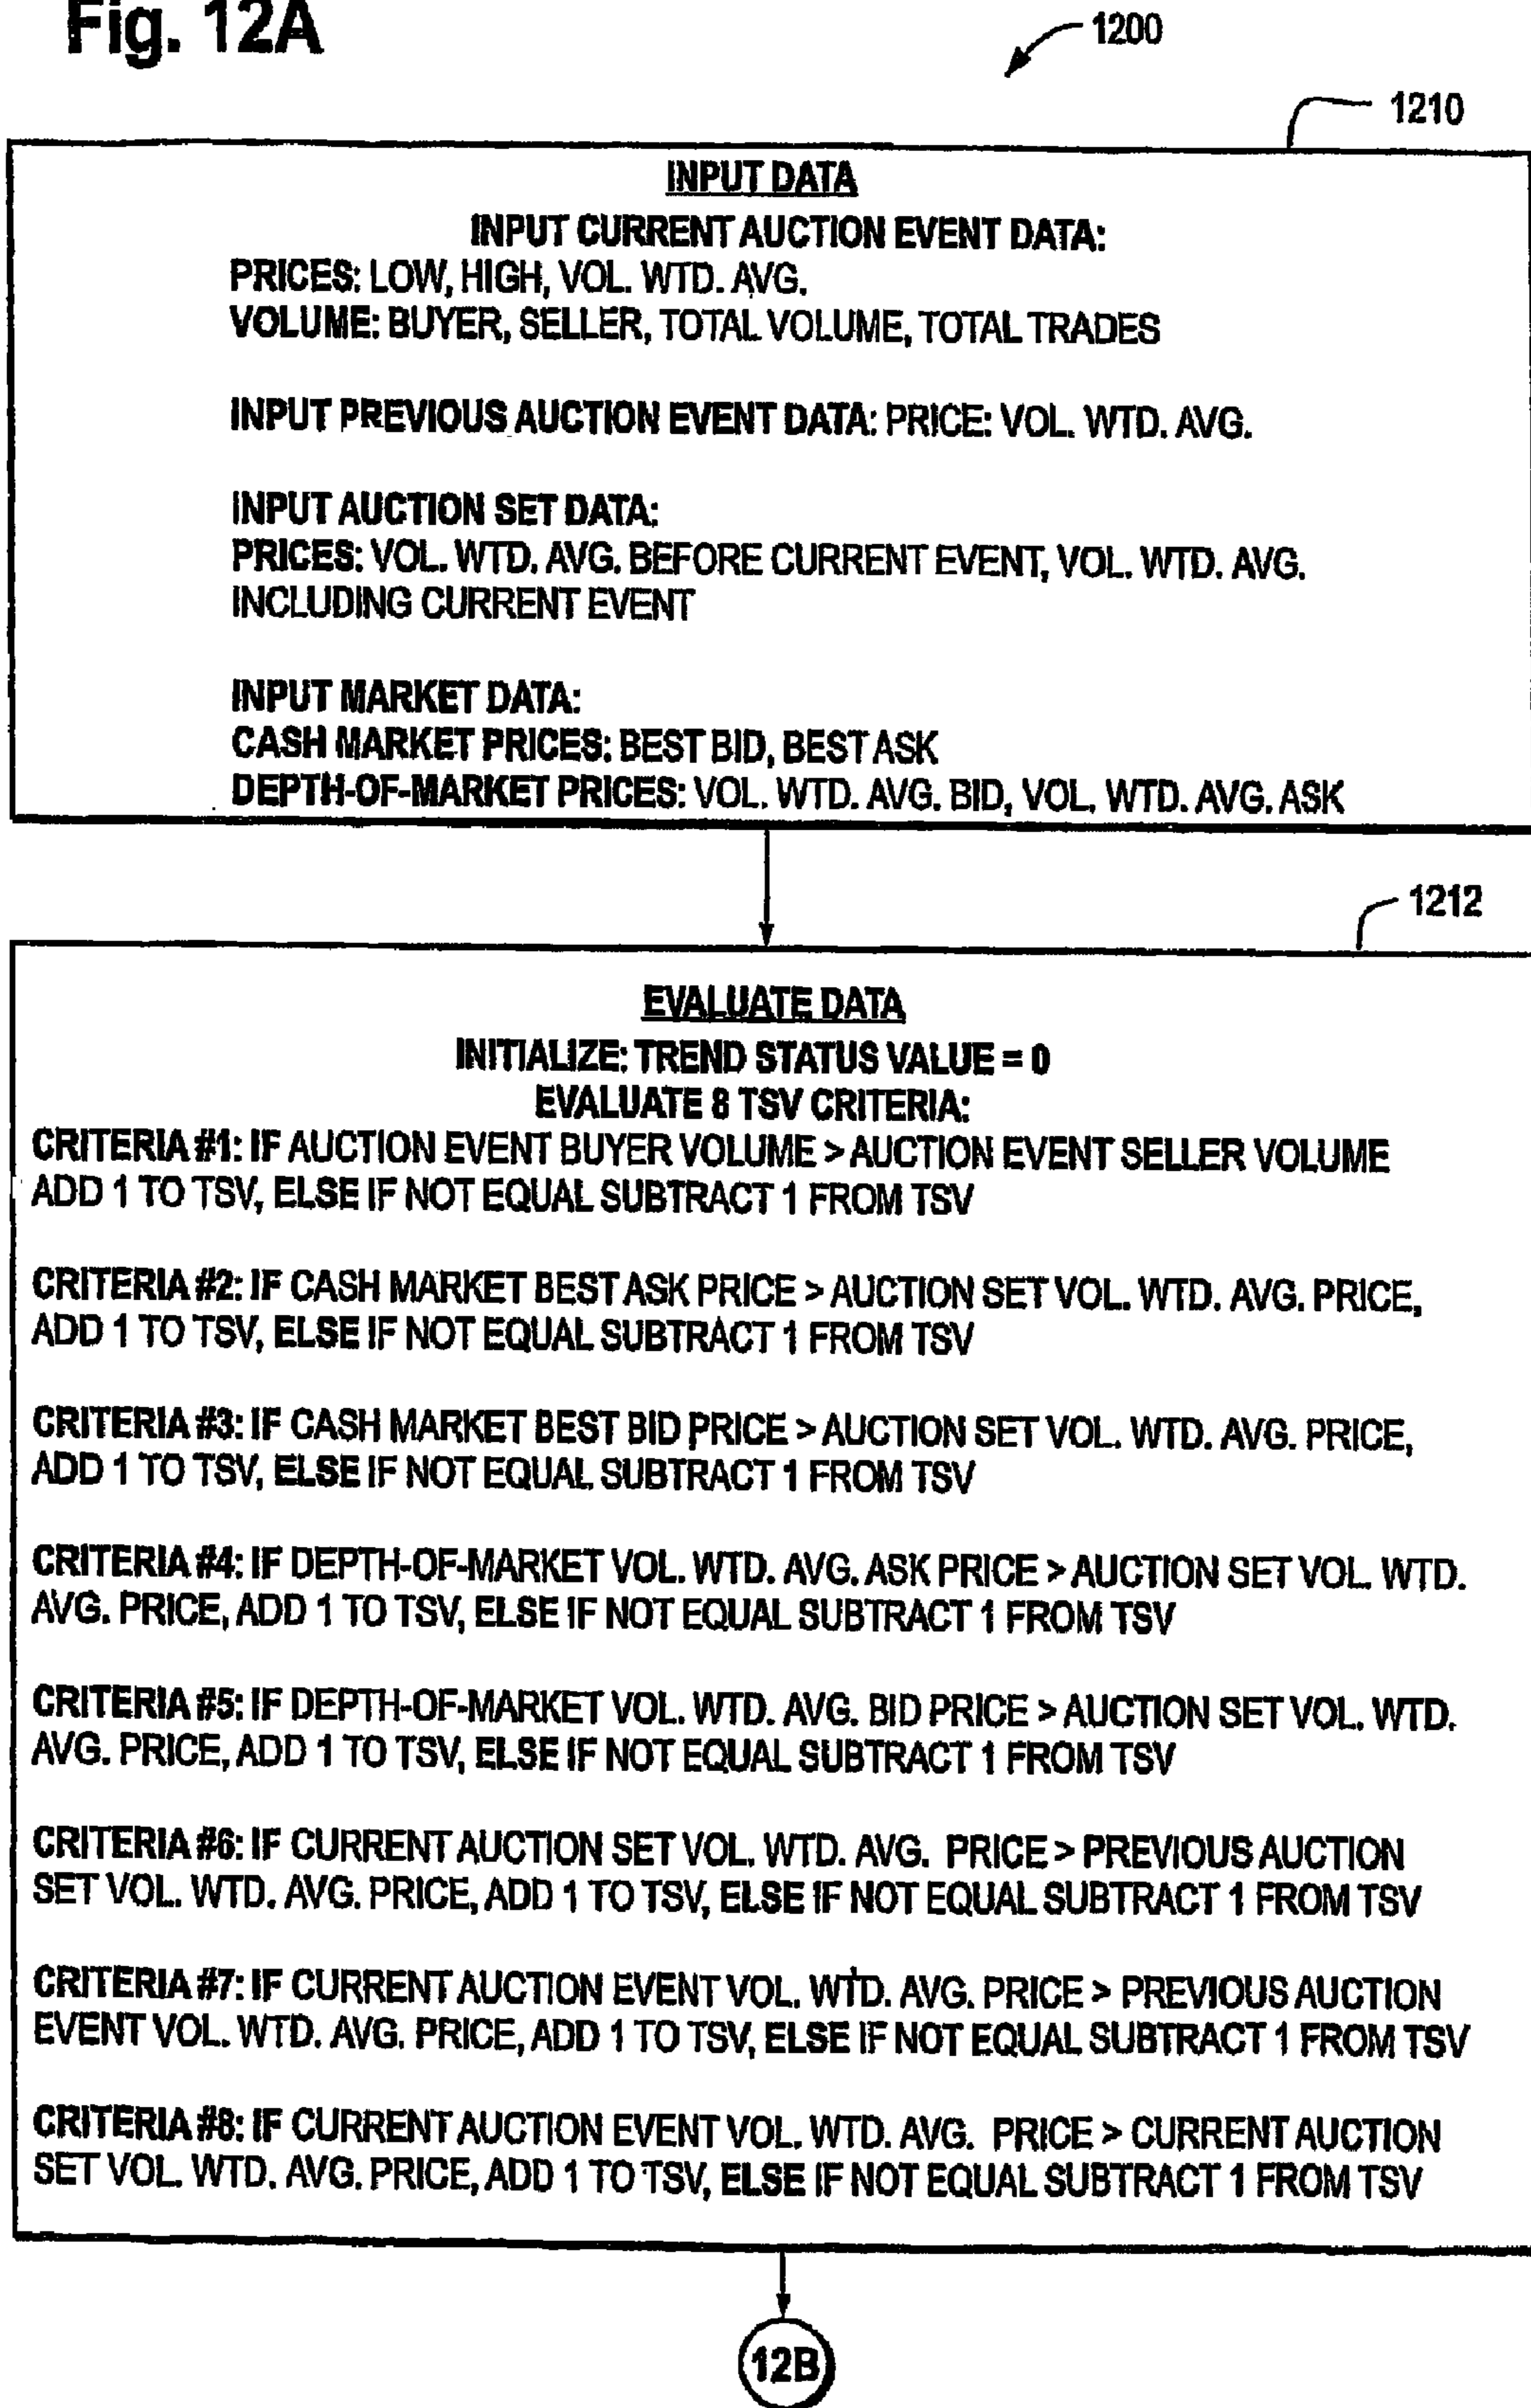 Fig. 12A
1200
1210
INPUT DATA
INPUT CURRENT AUCTION EVENT DATA:
PRICES: LOW, HIGH, VOL. WTD. AVG.
VOLUME: BUYER, SELLER, TOTAL VOLUME, TOTAL TRADES
INPUT PREVIOUS AUCTION EVENT DATA: PRICE: VOL. WTD. AVG.
INPUT AUCTION SET DATA:
PRICES: VOL. WTD. AVG. BEFORE CURRENT EVENT, VOL. WTD. AVG.
INCLUDING CURRENT EVENT
INPUT MARKET DATA:
CASH MARKET PRICES: BEST BID, BEST ASK
DEPTH-OF-MARKET PRICES: VOL. WTD. AVG. BID, VOL. WTD. AVG. ASK
1212
EVALUATE DATA
INITIALIZE: TREND STATUS VALUE = 0
EVALUATE 8 TSV CRITERIA:
CRITERIA #1: IF AUCTION EVENT BUYER VOLUME > AUCTION EVENT SELLER VOLUME
ADD 1 TO TSV, ELSE IF NOT EQUAL SUBTRACT 1 FROM TSV
CRITERIA #2: IF CASH MARKET BEST ASK PRICE > AUCTION SET VOL. WTD. AVG. PRICE,
ADD 1 TO TSV, ELSE IF NOT EQUAL SUBTRACT 1 FROM TSV
CRITERIA #3: IF CASH MARKET BEST BID PRICE > AUCTION SET VOL. WTD. AVG. PRICE,
ADD 1 TO TSV, ELSE IF NOT EQUAL SUBTRACT 1 FROM TSV
CRITERIA #4: IF DEPTH-OF-MARKET VOL. WTD. AVG. ASK PRICE > AUCTION SET VOL. WTD.
AVG. PRICE, ADD 1 TO TSV, ELSE IF NOT EQUAL SUBTRACT 1 FROM TSV
CRITERIA #5: IF DEPTH-OF-MARKET VOL. WTD. AVG. BID PRICE > AUCTION SET VOL. WTD.
AVG. PRICE, ADD 1 TO TSV, ELSE IF NOT EQUAL SUBTRACT 1 FROM TSV
CRITERIA #6: IF CURRENT AUCTION SET VOL. WTD. AVG. PRICE > PREVIOUS AUCTION
SET VOL. WTD. AVG. PRICE, ADD 1 TO TSV, ELSE IF NOT EQUAL SUBTRACT 1 FROM TSV
CRITERIA #7: IF CURRENT AUCTION EVENT VOL. WTD. AVG. PRICE > PREVIOUS AUCTION
EVENT VOL. WTD. AVG. PRICE, ADD 1 TO TSV, ELSE IF NOT EQUAL SUBTRACT 1 FROM TSV
CRITERIA #8: IF CURRENT AUCTION EVENT VOL. WTD. AVG. PRICE > CURRENT AUCTION
SET VOL. WTD. AVG. PRICE, ADD 1 TO TSV, ELSE IF NOT EQUAL SUBTRACT 1 FROM TSV
12B